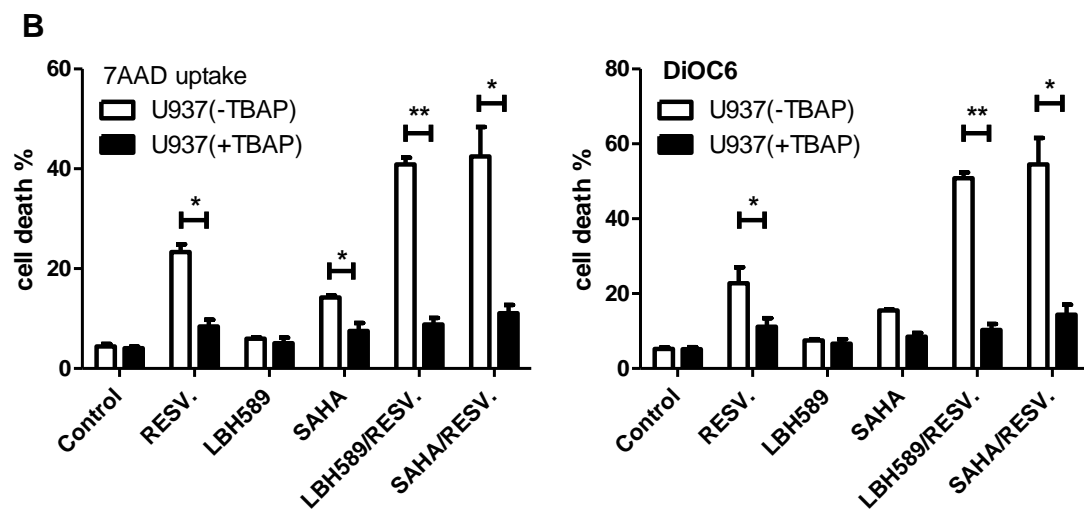 B
7AAD uptake
U937(-TBAP)
U937(+TBAP)
cell death %
60
40
20
0
*
*
**
*
Control
RESV.
LBH589
SAHA
LBH589/RESV.
SAHA/RESV.
DiOC6
U937(-TBAP)
U937(+TBAP)
cell death %
80
60
40
20
0
*
**
*
Control
RESV.
LBH589
SAHA
LBH589/RESV.
SAHA/RESV.